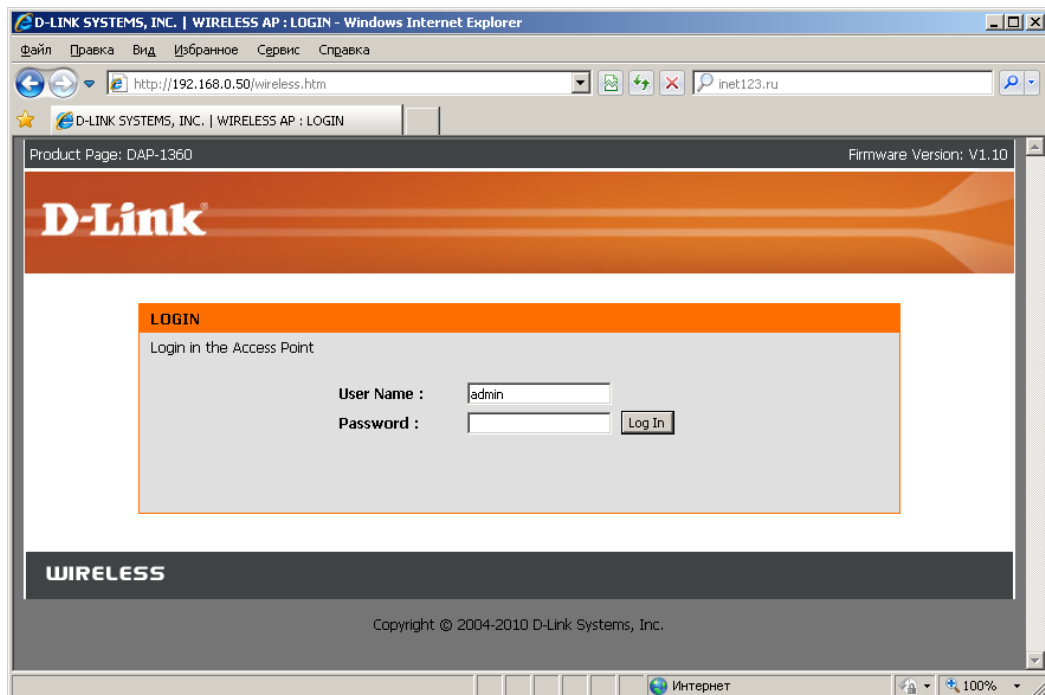 D-LINK SYSTEMS, INC. | WIRELESS AP : LOGIN - Windows Internet Explorer
Файл Правка Вид Избранное Сервис Справка
http://192.168.0.50/wireless.htm inet123.ru
D-LINK SYSTEMS, INC. | WIRELESS AP : LOGIN
Product Page: DAP-1360 Firmware Version: V1.10
D-Link®
LOGIN
Login in the Access Point
User Name : admin
Password : Log In
WIRELESS
Copyright © 2004-2010 D-Link Systems, Inc.
Интернет 100%